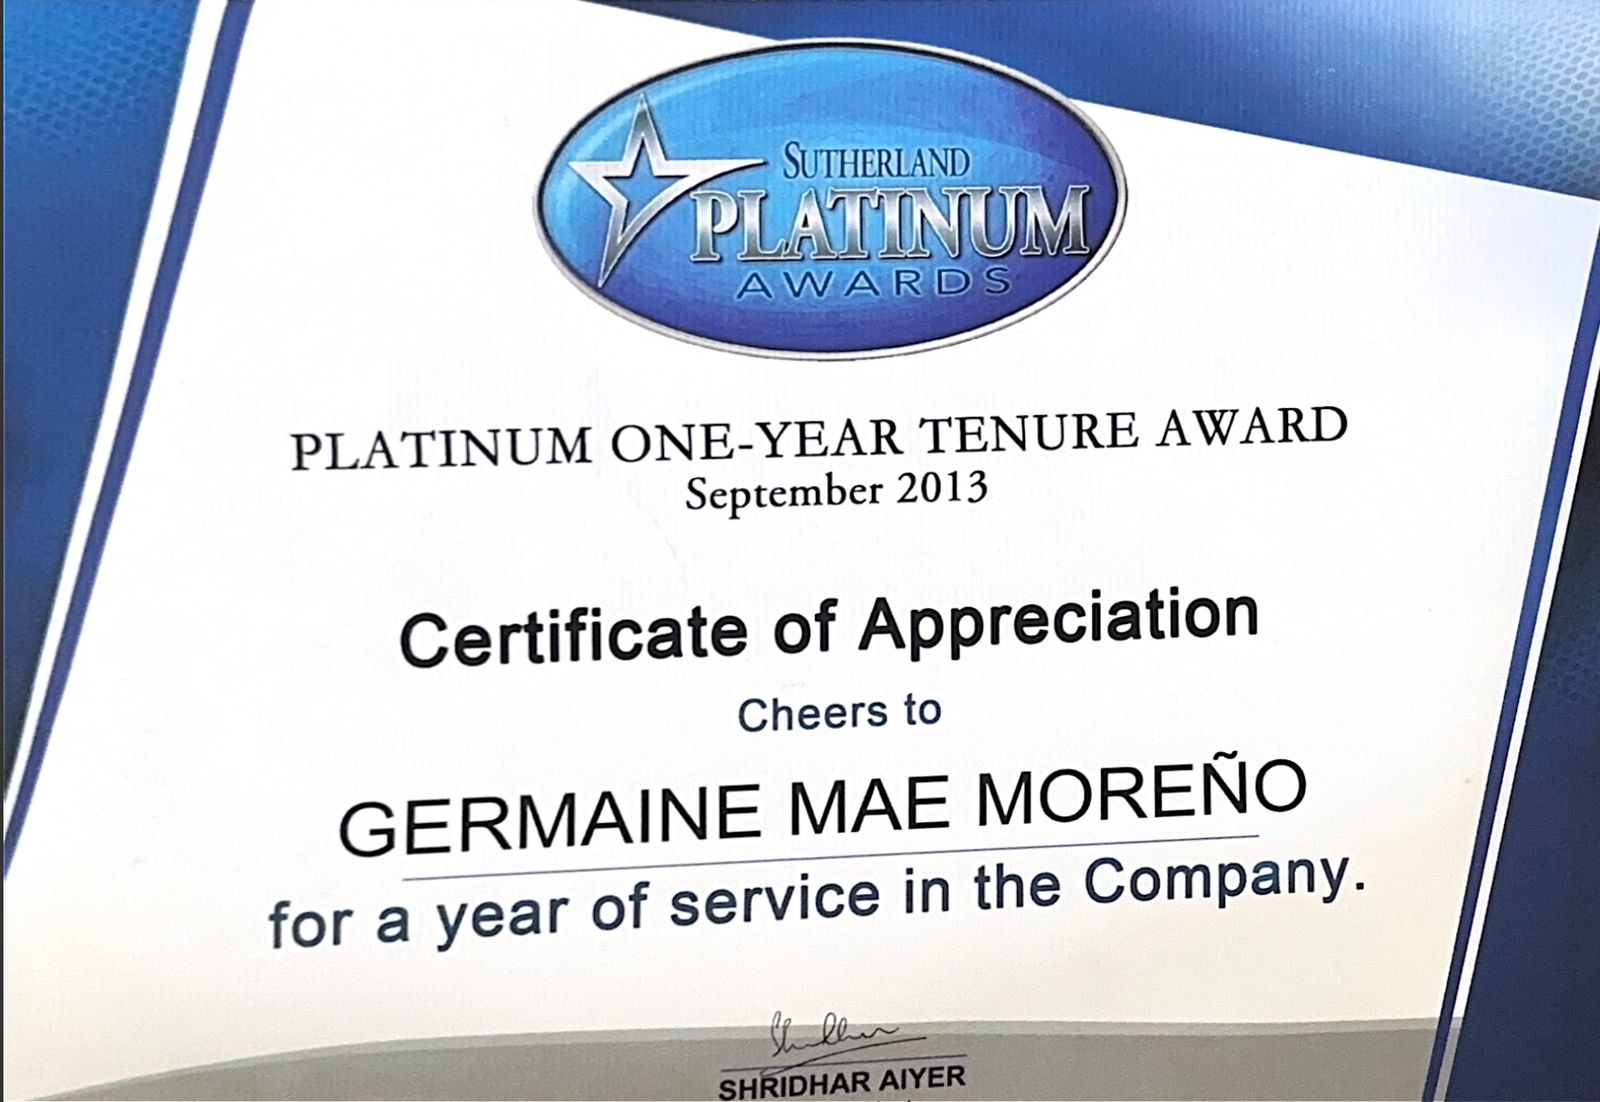 SUTHERLAND
PLATINUM
AWARDS
PLATINUM ONE-YEAR TENURE AWARD
September 2013
Certificate of Appreciation
Cheers to
GERMAINE MAE MOREÑO
for a year of service in the Company.
SHRIDHAR AIYER